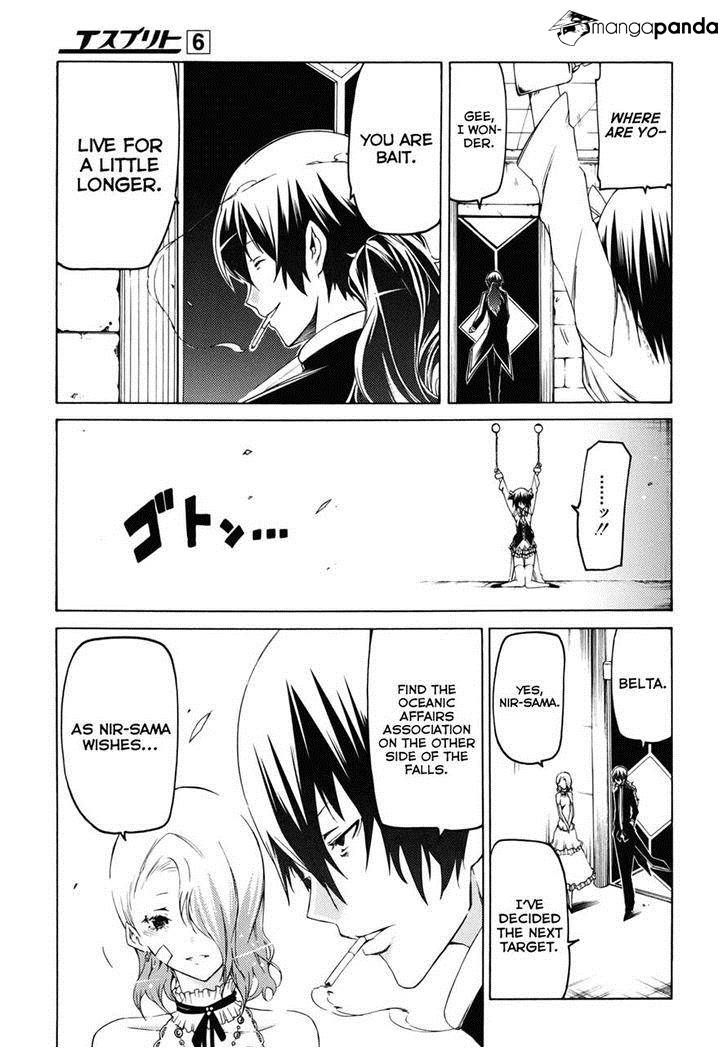 エスプリト 6
mangapanda
WHERE
ARE YO-
GEE,
I WON-
DER.
YOU ARE
BAIT.
LIVE FOR
A LITTLE
LONGER.
……ッ!!
ゴトン…
BELTA.
YES,
NIR-SAMA.
I'VE
DECIDED
THE NEXT
TARGET.
FIND THE
OCEANIC
AFFAIRS
ASSOCIATION
ON THE OTHER
SIDE OF THE
FALLS.
AS NIR-SAMA
WISHES...